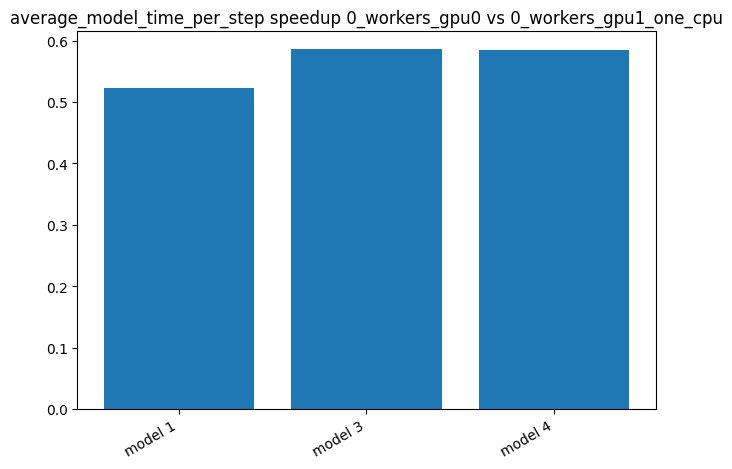 average_model_time_per_step speedup 0_workers_gpu0 vs 0_workers_gpu1_one_cpu
0.6
0.5
0.4
0.3
0.2
0.1
0.0
model 1
model 3
model 4